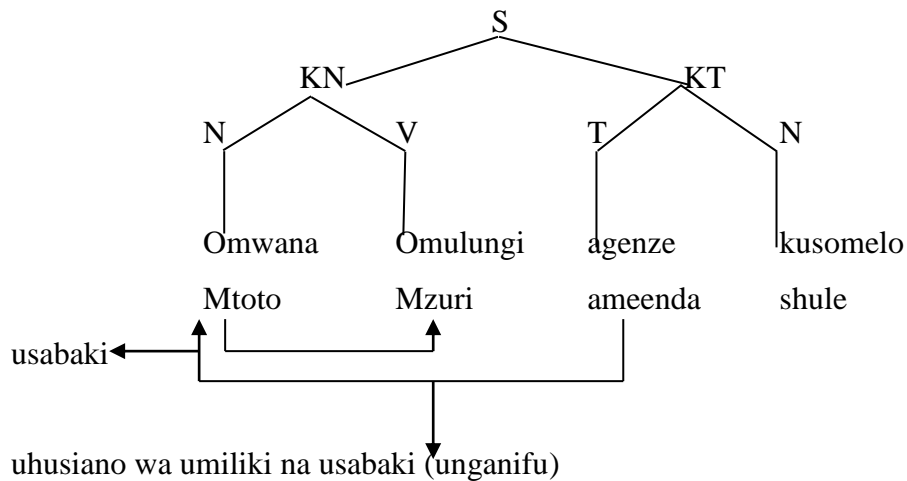 S
KN KT
N V T N
Omwana Omulungi agenze kusomelo
Mtoto Mzuri ameenda shule
usabaki
uhusiano wa umiliki na usabaki (unganifu)